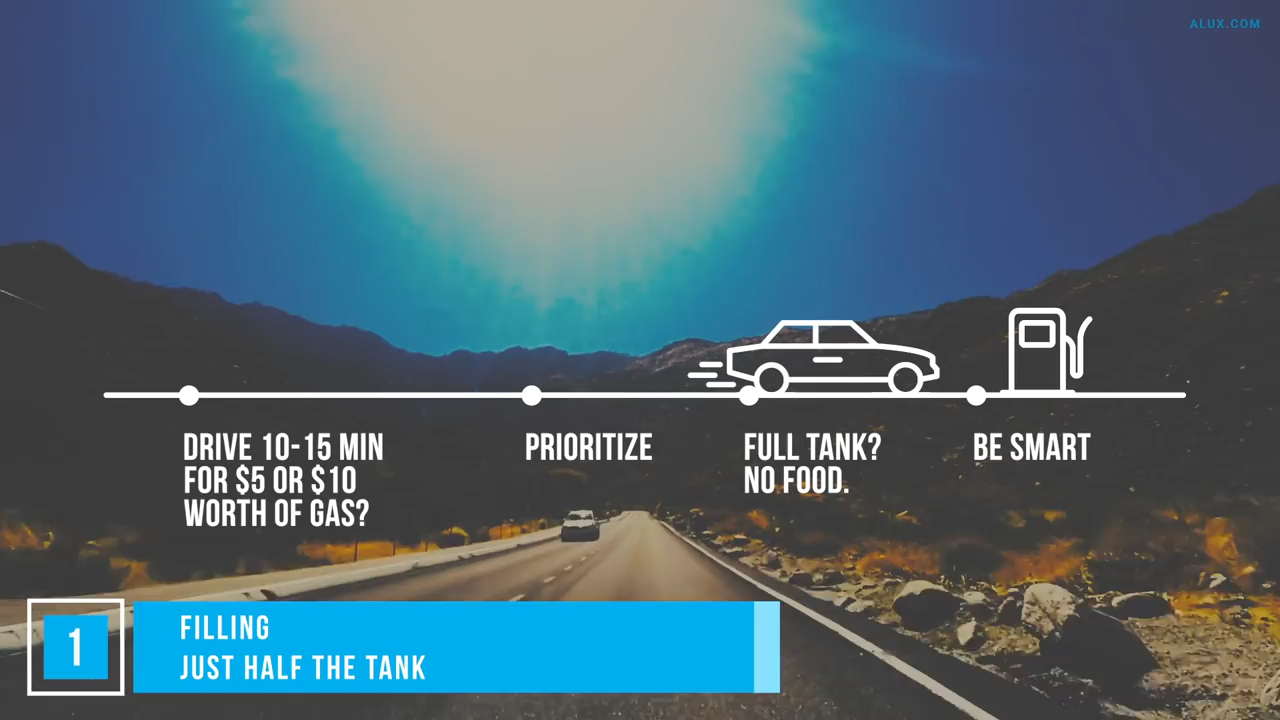 ALUX.COM
DRIVE 10-15 MIN
FOR $5 OR $10
WORTH OF GAS?
PRIORITIZE
FULL TANK?
NO FOOD.
BE SMART
1
FILLING
JUST HALF THE TANK